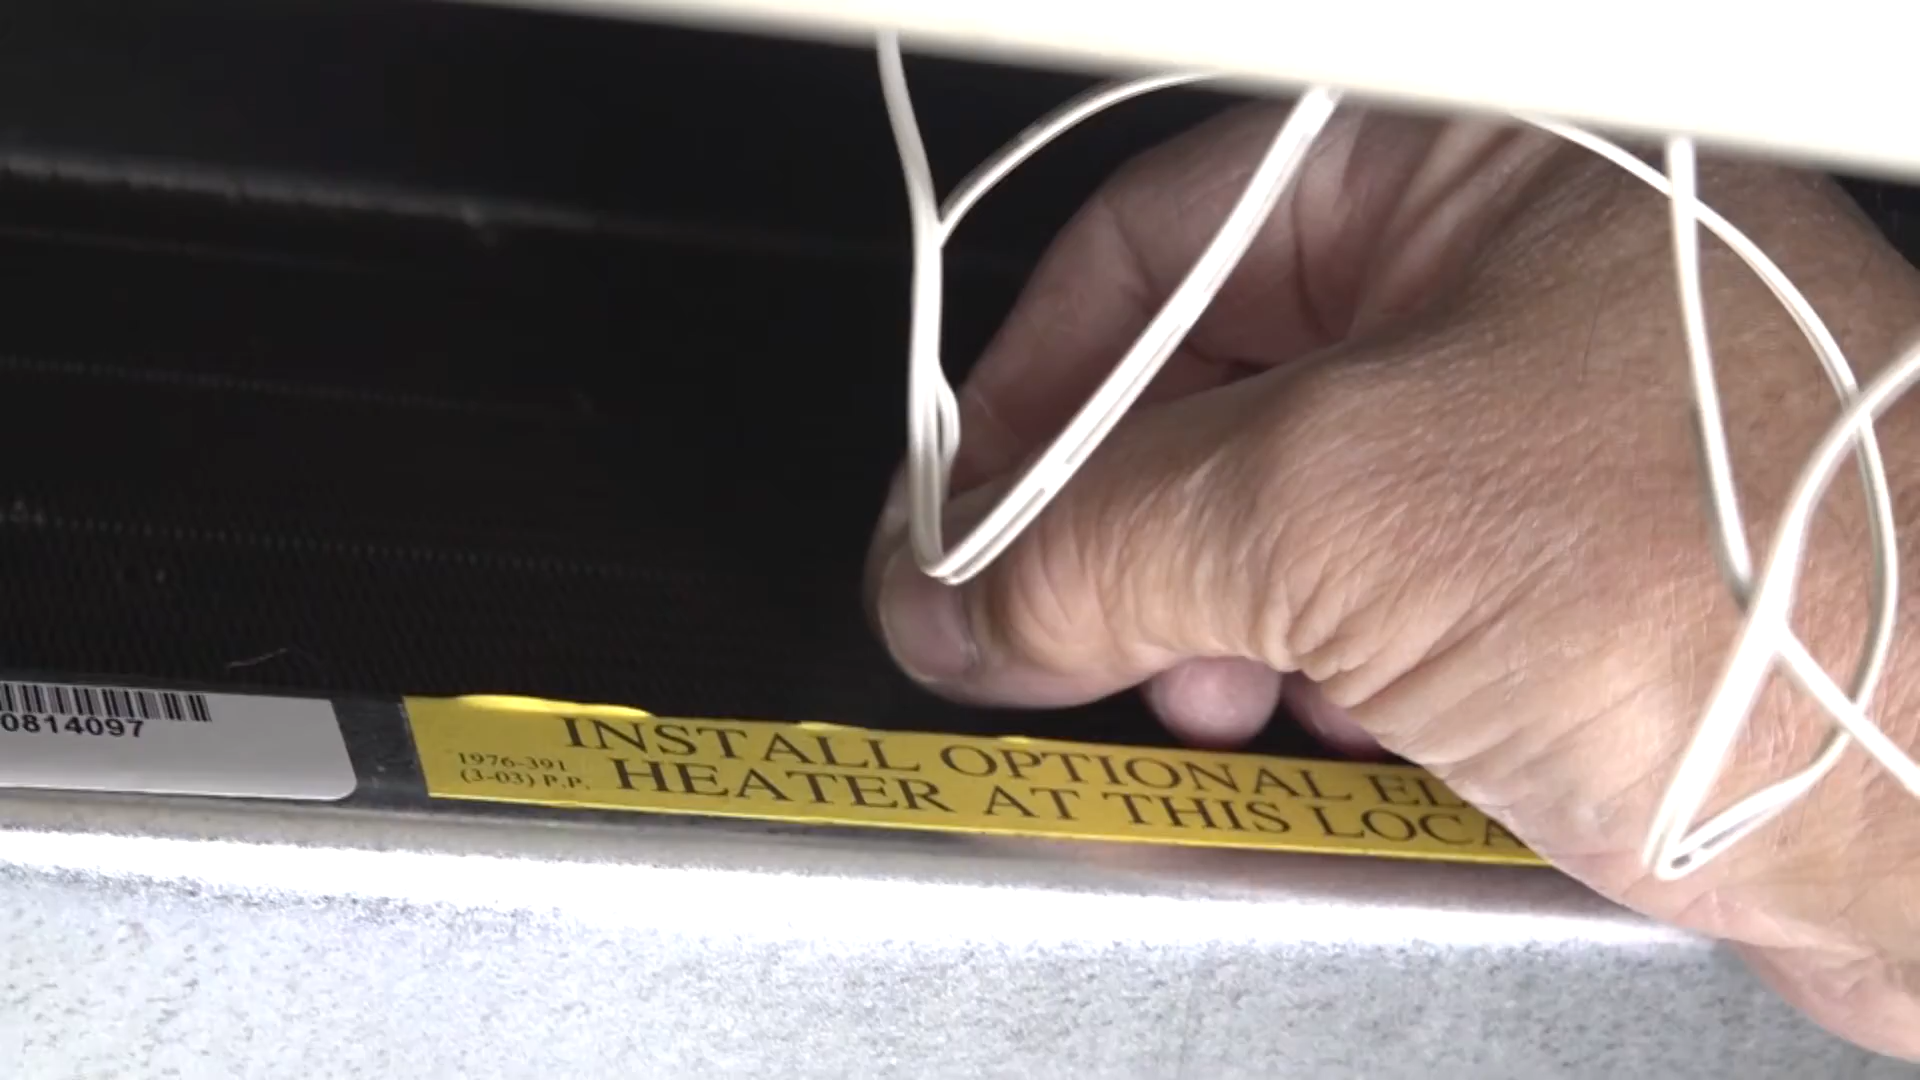 0814097
INSTALL OPTIONAL
1976-391
(3-03) P.P.
HEATER AT THIS